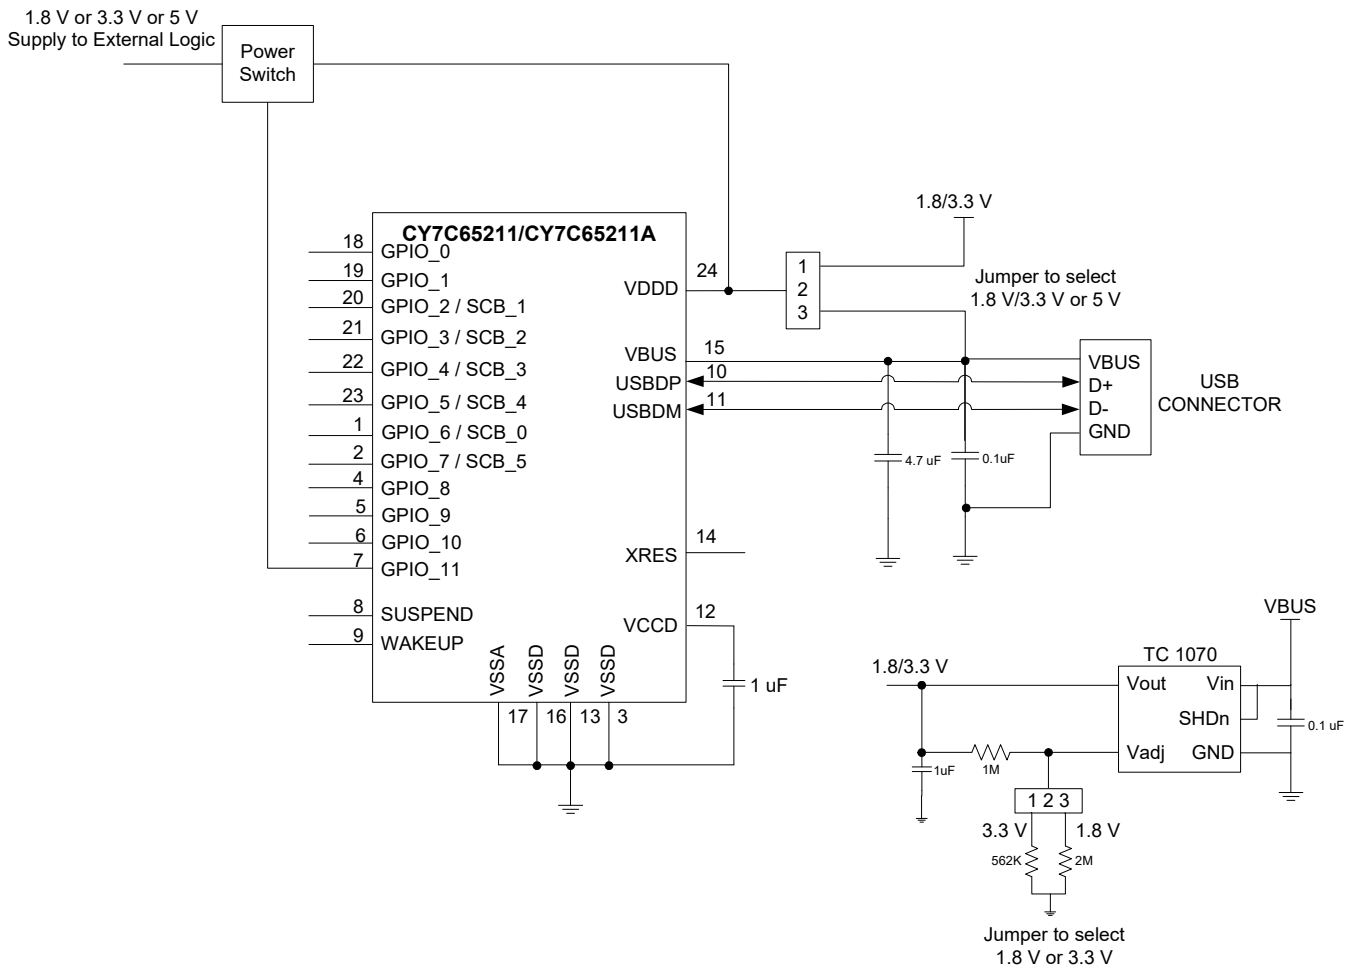 1.8 V or 3.3 V or 5 V
Supply to External Logic
Power
Switch
CY7C65211/CY7C65211A
18
GPIO_0
19
GPIO_1
20
GPIO_2 / SCB_1
21
GPIO_3 / SCB_2
22
GPIO_4 / SCB_3
23
GPIO_5 / SCB_4
1
GPIO_6 / SCB_0
2
GPIO_7 / SCB_5
4
GPIO_8
5
GPIO_9
6
GPIO_10
7
GPIO_11
8
SUSPEND
9
WAKEUP
VDDD
24
VBUS
15
USBDP
10
USBDM
11
XRES
14
VCCD
12
VSSA
VSSD
VSSD
VSSD
17
16
13
3
1 uF
1.8/3.3 V
1
2
3
Jumper to select
1.8 V/3.3 V or 5 V
VBUS
D+
D-
GND
USB
CONNECTOR
4.7 uF
0.1uF
VBUS
TC 1070
1.8/3.3 V
Vout
Vin
SHDn
Vadj
GND
0.1 uF
1uF
1M
1 2 3
3.3 V
1.8 V
562K
2M
Jumper to select
1.8 V or 3.3 V